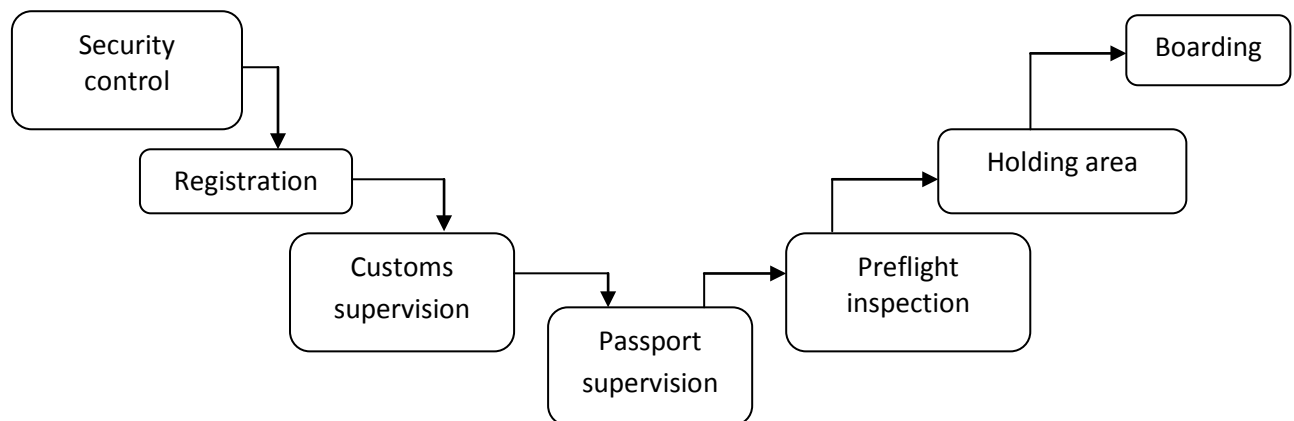 Security
control
Registration
Customs
supervision
Passport
supervision
Preflight
inspection
Holding area
Boarding